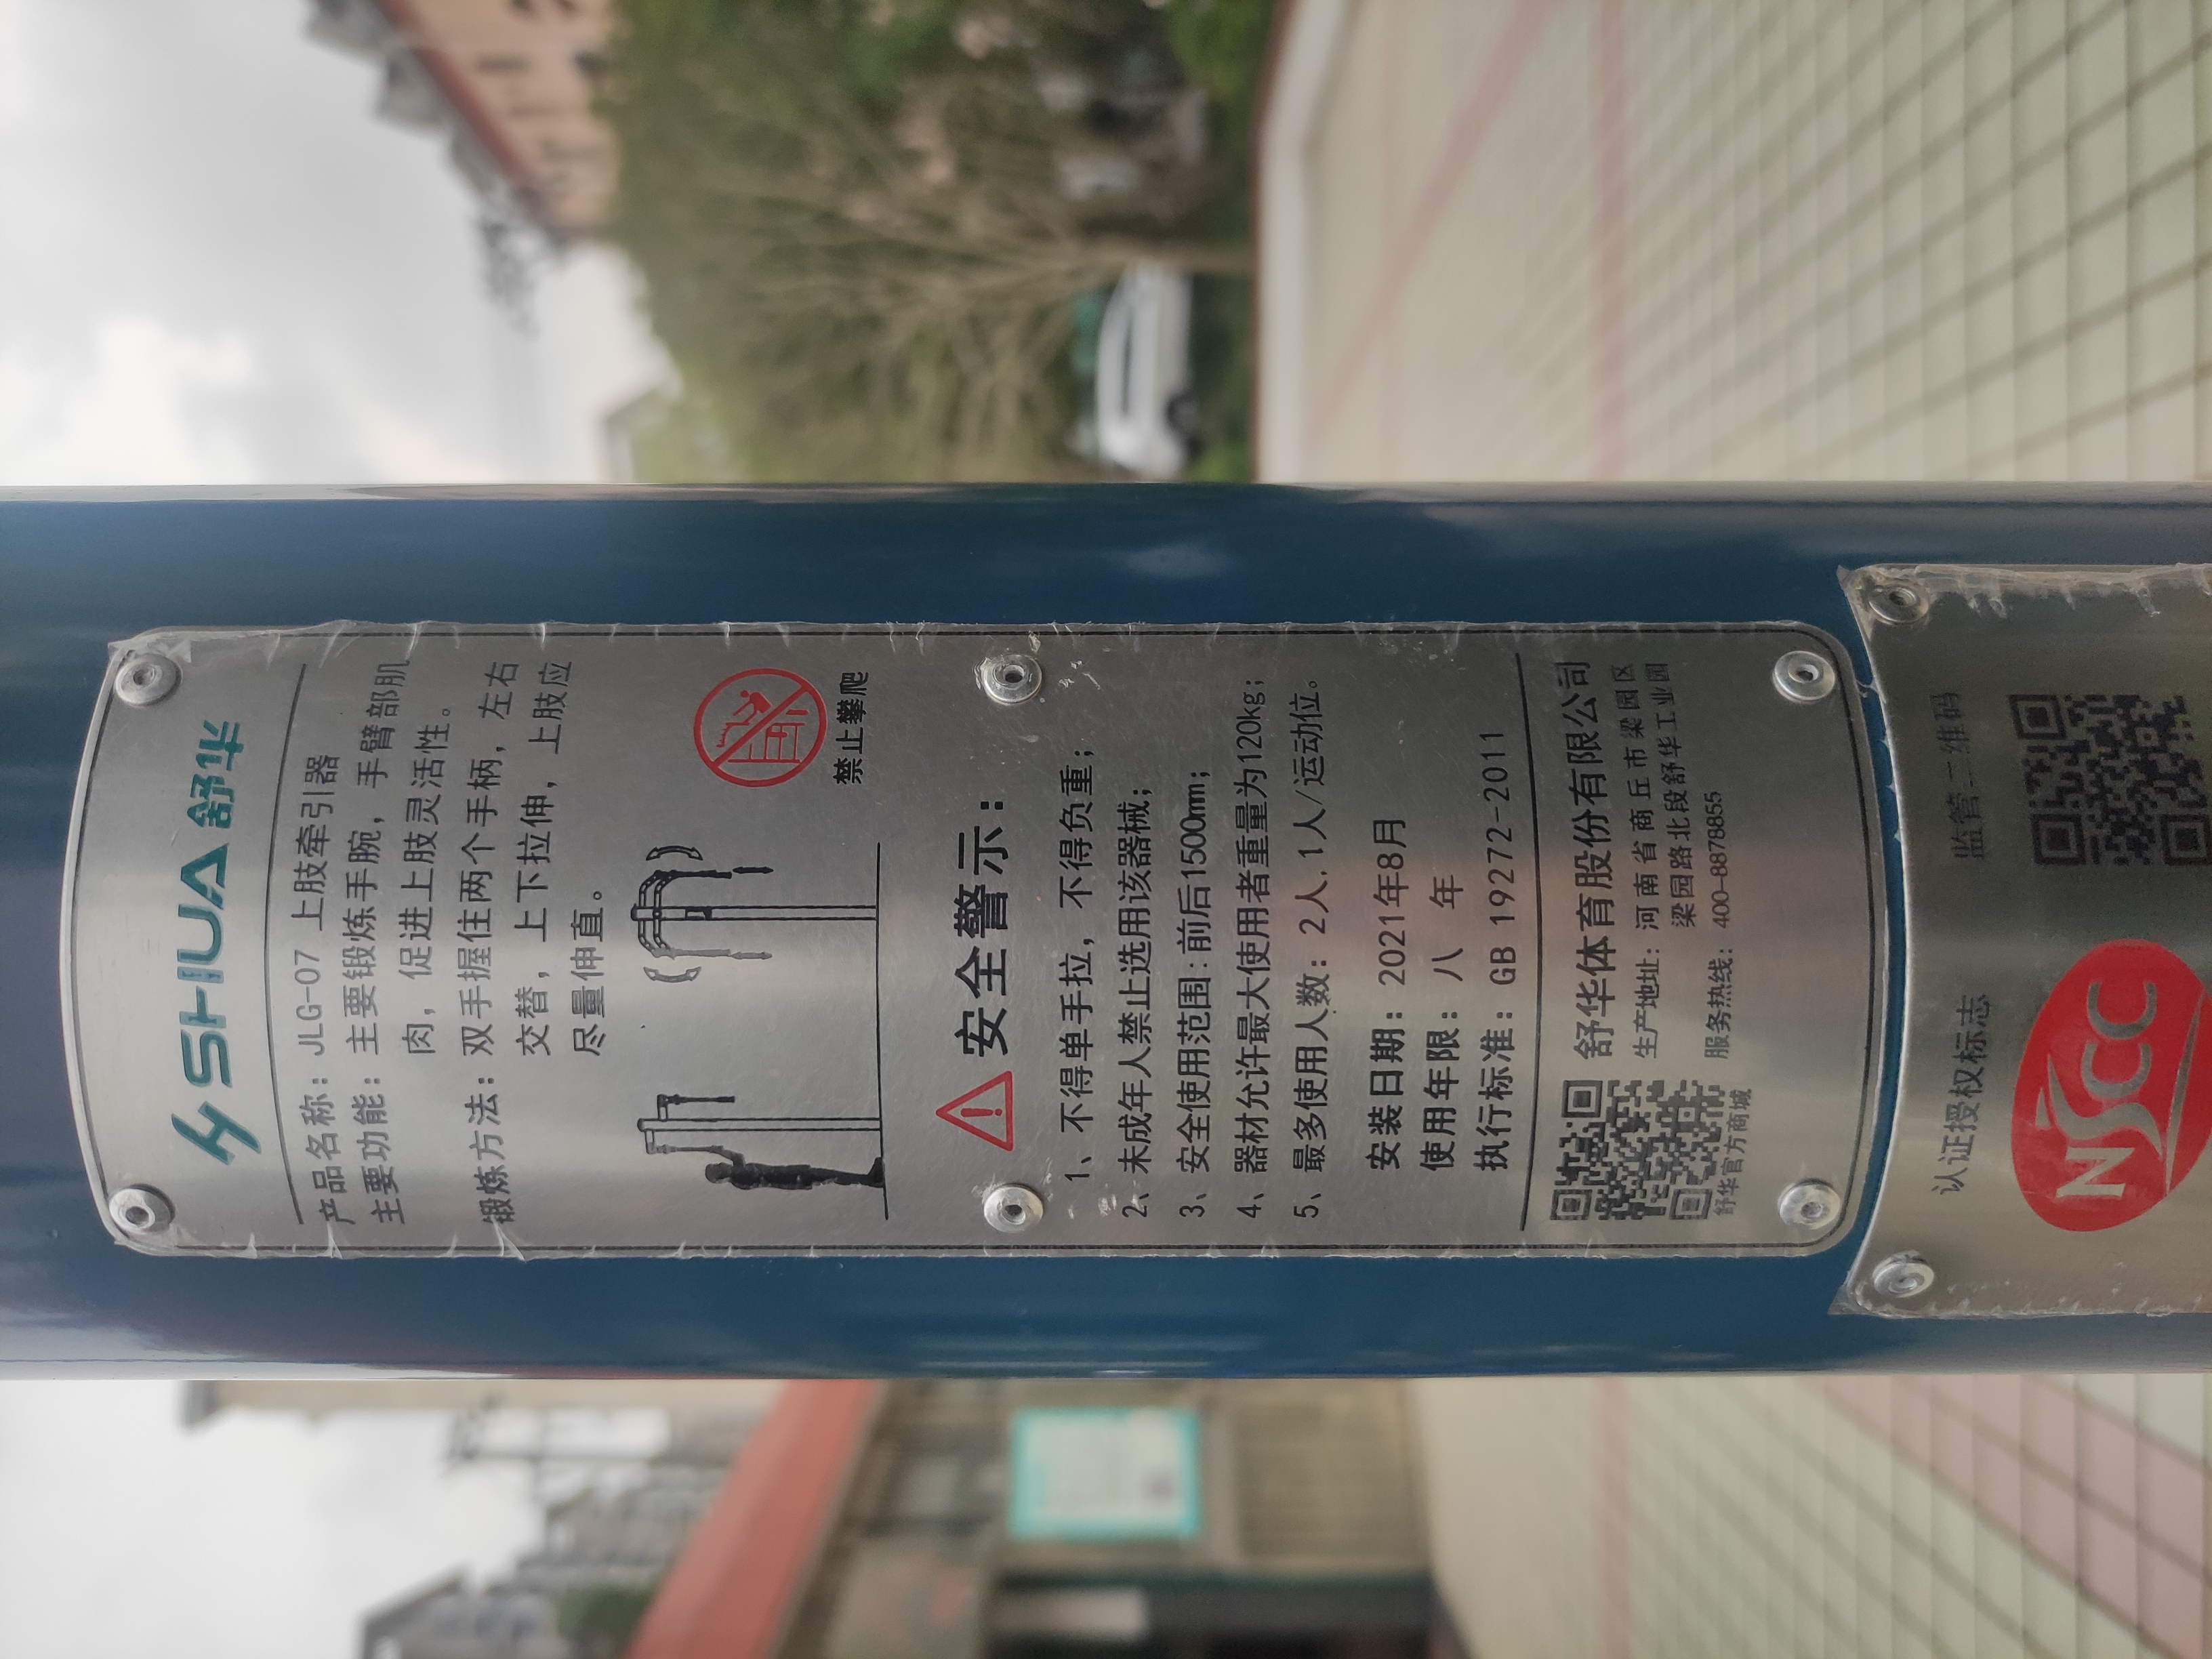 SHUA舒华
产品名称：JLG-07 上肢牵引器
主要功能：主要锻炼手腕，手臂部肌
肉，促进上肢灵活性。
锻炼方法：双手握住两个手柄，左右
交替，上下拉伸，上肢应
尽量伸直。
禁止攀爬
安全警示：
1、不得单手拉，不得负重；
2、未成年人禁止选用该器械；
3、安全使用范围：前后1500mm；
4、器材允许最大使用者重量为120kg；
5、最多使用人数：2人，1人/运动位。
安装日期：2021年8月
使用年限：八 年
执行标准：GB 19272-2011
舒华体育股份有限公司
生产地址：河南省商丘市梁园区
梁园路北段舒华工业园
服务热线：400-8878855
舒华官方商城
认证授权标志
监管二维码
NSCC